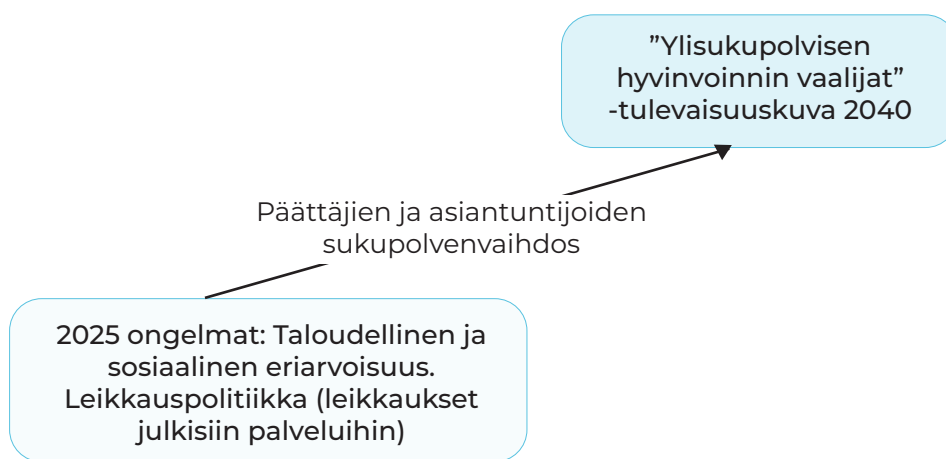 ”Ylisukupolvisen
hyvinvoinnin vaalijat”
-tulevaisuuskuva 2040
Päättäjien ja asiantuntijoiden
sukupolvenvaihdos
2025 ongelmat: Taloudellinen ja
sosiaalinen eriarvoisuus.
Leikkauspolitiikka (leikkaukset
julkisiin palveluihin)